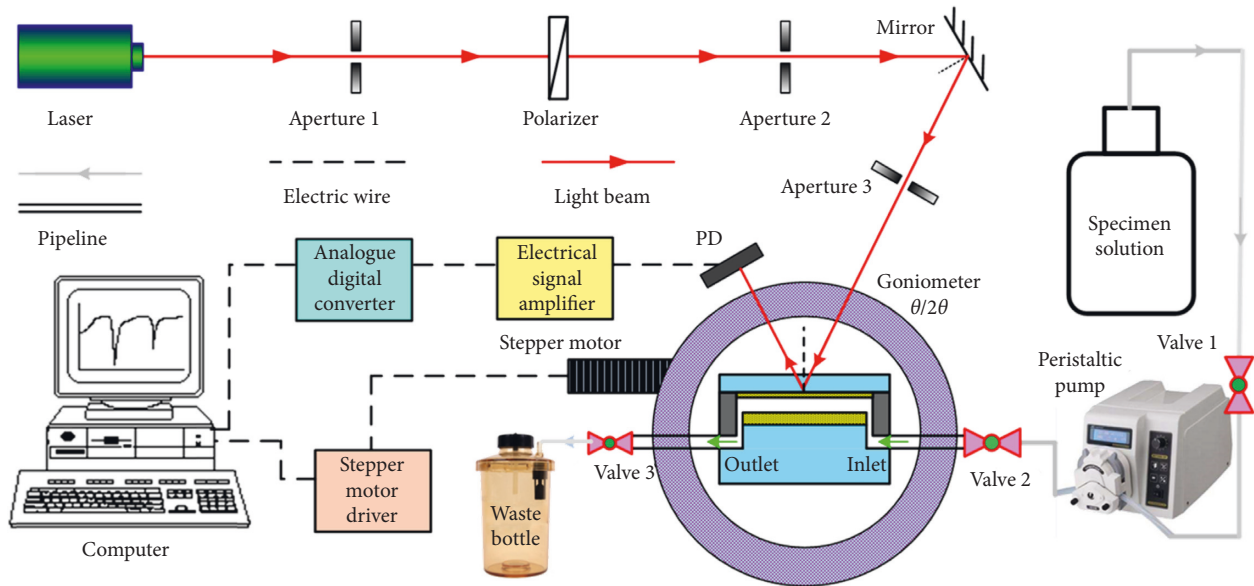 Mirror
Laser
Aperture 1
Polarizer
Aperture 2
Aperture 3
Electric wire
Light beam
Pipeline
Specimen
solution
PD
Analogue
digital
converter
Electrical
signal
amplifier
Goniometer
θ/2θ
Stepper motor
Valve 1
Peristaltic
pump
Stepper
motor
driver
Valve 3
Outlet
Inlet
Valve 2
Waste
bottle
Computer